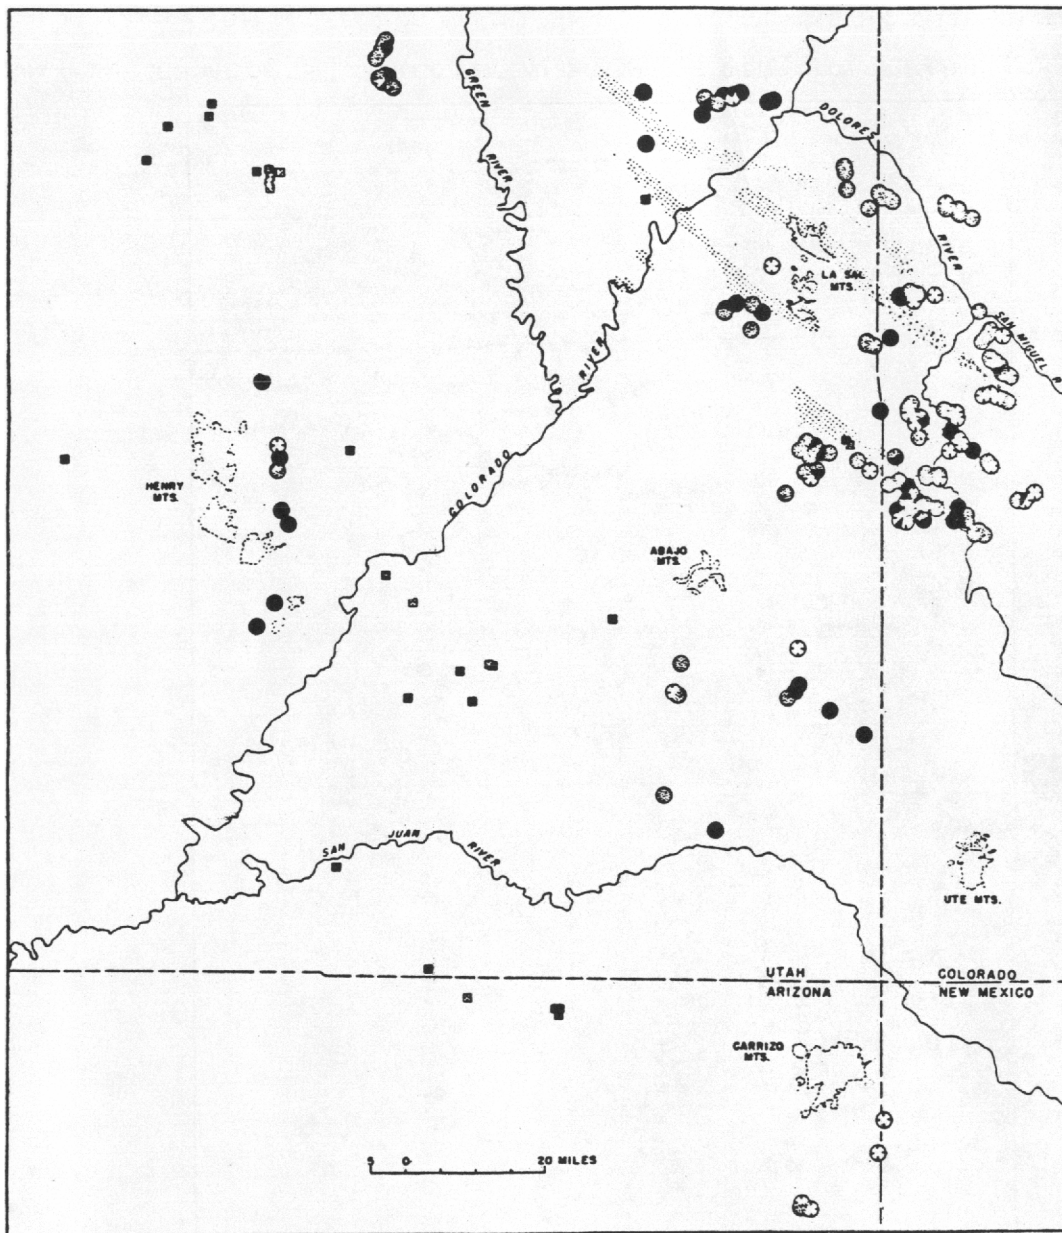 GREEN
RIVER
DOLORES
RIVER
LA SAL
MTS.
SAN MIGUEL R.
COLORADO
RIVER
HENRY
MTS.
ABAJO
MTS.
SAN JUAN RIVER
UTE MTS.
UTAH
COLORADO
ARIZONA
NEW MEXICO
CARRIZO
MTS.
5 0 20 MILES